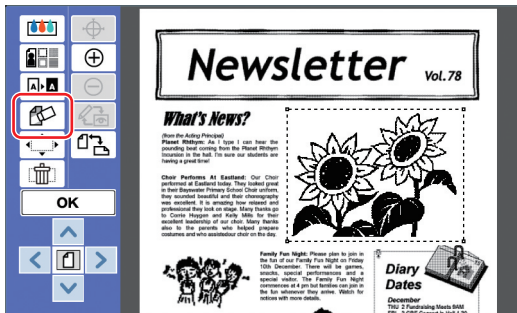 Newsletter Vol. 78
What's News?
(from the Acting Principal)
Planet Rhthym: As I type I can hear the
pounding beat coming from the Planet Rhthym
incursion in the hall. I'm sure our students are
having a great time!
Choir Performs At Eastland: Our Choir
performed at Eastland today. They looked great
in their Bayswater Primary School Choir uniform,
they sounded beautiful and their choreography
was excellent. It is amazing how relaxed and
professional they look on stage. Many thanks go
to Corrie Huygen and Kelly Mills for their
excellent leadership of our choir. Many thanks
also to the parents who helped prepare
costumes and who assistedour choir on the day.
Family Fun Night: Please plan to join in
the fun of our Family Fun Night on Friday
10th December. There will be games,
snacks, special performances and a
special visitor. The Family Fun Night
commences at 4 pm but families can join in
the fun whenever they arrive. Watch for
notices with more details.
Diary
Dates
December
THU 2 Fundraising Meets 9AM
A A
OK